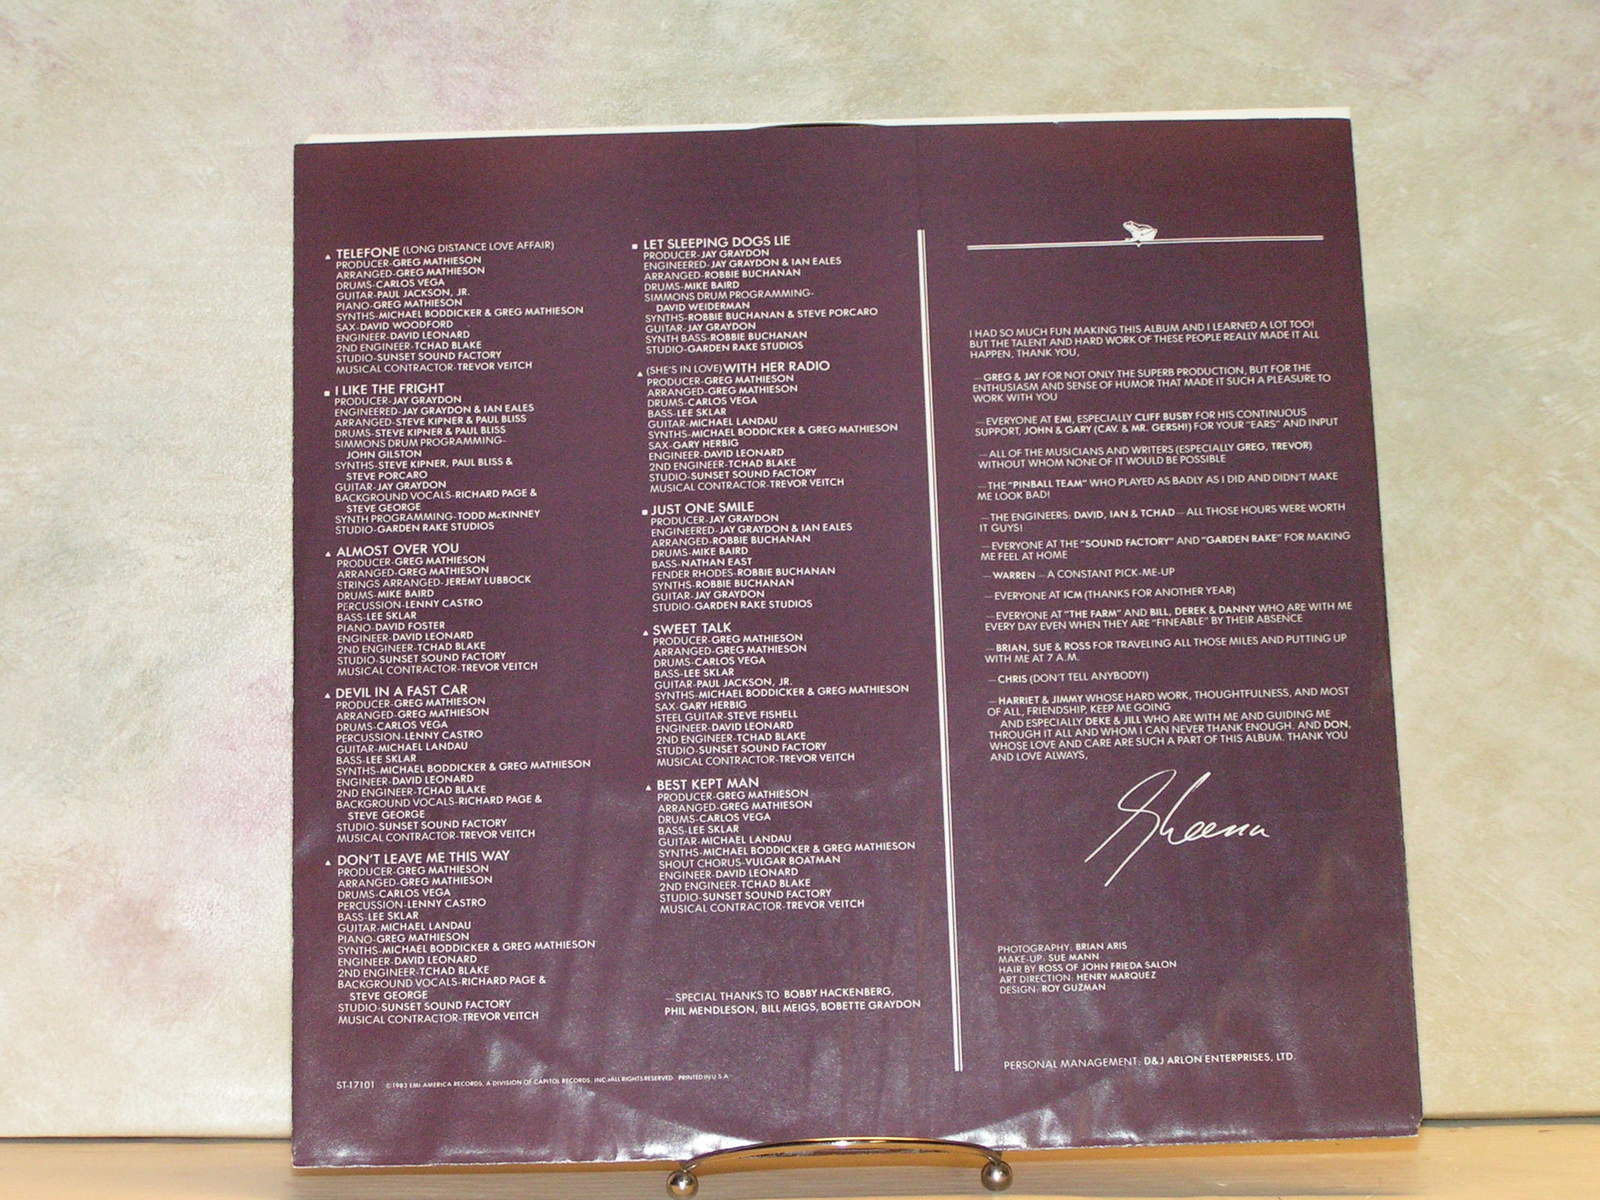 TELEFONE (LONG DISTANCE LOVE AFFAIR)
PRODUCER-GREG MATHIESON
ARRANGED-GREG MATHIESON
DRUMS-CARLOS VEGA
GUITAR-PAUL JACKSON, JR.
PIANO-GREG MATHIESON
SYNTHS-MICHAEL BODDICKER & GREG MATHIESON
SAX-DAVID WOODFORD
ENGINEER-DAVID LEONARD
2ND ENGINEER-TCHAD BLAKE
STUDIO-SUNSET SOUND FACTORY
MUSICAL CONTRACTOR-TREVOR VEITCH
I LIKE THE FRIGHT
PRODUCER-JAY GRAYDON
ENGINEERED-JAY GRAYDON & IAN EALES
ARRANGED-STEVE KIPNER & PAUL BLISS
DRUMS-STEVE KIPNER & PAUL BLISS
SIMMONS DRUM PROGRAMMING-
JOHN GILSTON
SYNTHS-STEVE KIPNER, PAUL BLISS &
STEVE PORCARO
GUITAR-JAY GRAYDON
BACKGROUND VOCALS-RICHARD PAGE &
STEVE GEORGE
SYNTH PROGRAMMING-TODD McKINNEY
STUDIO-GARDEN RAKE STUDIOS
ALMOST OVER YOU
PRODUCER-GREG MATHIESON
ARRANGED-GREG MATHIESON
STRINGS ARRANGED-JEREMY LUBBOCK
DRUMS-MIKE BAIRD
PERCUSSION-LENNY CASTRO
BASS-LEE SKLAR
PIANO-DAVID FOSTER
ENGINEER-DAVID LEONARD
2ND ENGINEER-TCHAD BLAKE
STUDIO-SUNSET SOUND FACTORY
MUSICAL CONTRACTOR-TREVOR VEITCH
DEVIL IN A FAST CAR
PRODUCER-GREG MATHIESON
ARRANGED-GREG MATHIESON
DRUMS-CARLOS VEGA
PERCUSSION-LENNY CASTRO
GUITAR-MICHAEL LANDAU
BASS-LEE SKLAR
SYNTHS-MICHAEL BODDICKER & GREG MATHIESON
ENGINEER-DAVID LEONARD
2ND ENGINEER-TCHAD BLAKE
BACKGROUND VOCALS-RICHARD PAGE &
STEVE GEORGE
STUDIO-SUNSET SOUND FACTORY
MUSICAL CONTRACTOR-TREVOR VEITCH
DON'T LEAVE ME THIS WAY
PRODUCER-GREG MATHIESON
ARRANGED-GREG MATHIESON
DRUMS-CARLOS VEGA
PERCUSSION-LENNY CASTRO
BASS-LEE SKLAR
GUITAR-MICHAEL LANDAU
PIANO-GREG MATHIESON
SYNTHS-MICHAEL BODDICKER & GREG MATHIESON
ENGINEER-DAVID LEONARD
2ND ENGINEER-TCHAD BLAKE
BACKGROUND VOCALS-RICHARD PAGE &
STEVE GEORGE
STUDIO-SUNSET SOUND FACTORY
MUSICAL CONTRACTOR-TREVOR VEITCH
ST-17101 ©1983 EMI AMERICA RECORDS, A DIVISION OF CAPITOL RECORDS, INC. ALL RIGHTS RESERVED. PRINTED IN U.S.A.
LET SLEEPING DOGS LIE
PRODUCER-JAY GRAYDON
ENGINEERED-JAY GRAYDON & IAN EALES
ARRANGED-ROBBIE BUCHANAN
DRUMS-MIKE BAIRD
SIMMONS DRUM PROGRAMMING-
DAVID WEIDERMAN
SYNTHS-ROBBIE BUCHANAN & STEVE PORCARO
GUITAR-JAY GRAYDON
SYNTH BASS-ROBBIE BUCHANAN
STUDIO-GARDEN RAKE STUDIOS
(SHE'S IN LOVE) WITH HER RADIO
PRODUCER-GREG MATHIESON
ARRANGED-GREG MATHIESON
DRUMS-CARLOS VEGA
BASS-LEE SKLAR
GUITAR-MICHAEL LANDAU
SYNTHS-MICHAEL BODDICKER & GREG MATHIESON
SAX-GARY HERBIG
ENGINEER-DAVID LEONARD
2ND ENGINEER-TCHAD BLAKE
STUDIO-SUNSET SOUND FACTORY
MUSICAL CONTRACTOR-TREVOR VEITCH
JUST ONE SMILE
PRODUCER-JAY GRAYDON
ENGINEERED-JAY GRAYDON & IAN EALES
ARRANGED-ROBBIE BUCHANAN
DRUMS-MIKE BAIRD
BASS-NATHAN EAST
FENDER RHODES-ROBBIE BUCHANAN
SYNTHS-ROBBIE BUCHANAN
GUITAR-JAY GRAYDON
STUDIO-GARDEN RAKE STUDIOS
SWEET TALK
PRODUCER-GREG MATHIESON
ARRANGED-GREG MATHIESON
DRUMS-CARLOS VEGA
BASS-LEE SKLAR
GUITAR-PAUL JACKSON, JR.
SYNTHS-MICHAEL BODDICKER & GREG MATHIESON
SAX-GARY HERBIG
STEEL GUITAR-STEVE FISHELL
ENGINEER-DAVID LEONARD
2ND ENGINEER-TCHAD BLAKE
STUDIO-SUNSET SOUND FACTORY
MUSICAL CONTRACTOR-TREVOR VEITCH
BEST KEPT MAN
PRODUCER-GREG MATHIESON
ARRANGED-GREG MATHIESON
DRUMS-CARLOS VEGA
BASS-LEE SKLAR
GUITAR-MICHAEL LANDAU
SYNTHS-MICHAEL BODDICKER & GREG MATHIESON
SHOUT CHORUS-VULGAR BOATMAN
ENGINEER-DAVID LEONARD
2ND ENGINEER-TCHAD BLAKE
STUDIO-SUNSET SOUND FACTORY
MUSICAL CONTRACTOR-TREVOR VEITCH
—SPECIAL THANKS TO BOBBY HACKENBERG,
PHIL MENDLESON, BILL MEIGS, BOBETTE GRAYDON
I HAD SO MUCH FUN MAKING THIS ALBUM AND I LEARNED A LOT TOO!
BUT THE TALENT AND HARD WORK OF THESE PEOPLE REALLY MADE IT ALL
HAPPEN, THANK YOU,
—GREG & JAY FOR NOT ONLY THE SUPERB PRODUCTION, BUT FOR THE
ENTHUSIASM AND SENSE OF HUMOR THAT MADE IT SUCH A PLEASURE TO
WORK WITH YOU
—EVERYONE AT EMI, ESPECIALLY CLIFF BUSBY FOR HIS CONTINUOUS
SUPPORT, JOHN & GARY (CAV. & MR. GERSH!) FOR YOUR "EARS" AND INPUT
—ALL OF THE MUSICIANS AND WRITERS (ESPECIALLY GREG, TREVOR)
WITHOUT WHOM NONE OF IT WOULD BE POSSIBLE
—THE "PINBALL TEAM" WHO PLAYED AS BADLY AS I DID AND DIDN'T MAKE
ME LOOK BAD!
—THE ENGINEERS: DAVID, IAN & TCHAD — ALL THOSE HOURS WERE WORTH
IT GUYS!
—EVERYONE AT THE "SOUND FACTORY" AND "GARDEN RAKE" FOR MAKING
ME FEEL AT HOME
—WARREN —A CONSTANT PICK-ME-UP
—EVERYONE AT ICM (THANKS FOR ANOTHER YEAR)
—EVERYONE AT "THE FARM" AND BILL, DEREK & DANNY WHO ARE WITH ME
EVERY DAY EVEN WHEN THEY ARE "FINEABLE" BY THEIR ABSENCE
—BRIAN, SUE & ROSS FOR TRAVELING ALL THOSE MILES AND PUTTING UP
WITH ME AT 7 A.M.
—CHRIS (DON'T TELL ANYBODY!)
—HARRIET & JIMMY WHOSE HARD WORK, THOUGHTFULNESS, AND MOST
OF ALL, FRIENDSHIP, KEEP ME GOING
AND ESPECIALLY DEKE & JILL WHO ARE WITH ME AND GUIDING ME
THROUGH IT ALL AND WHOM I CAN NEVER THANK ENOUGH. AND DON,
WHOSE LOVE AND CARE ARE SUCH A PART OF THIS ALBUM. THANK YOU
AND LOVE ALWAYS,
Sheena
PHOTOGRAPHY: BRIAN ARIS
MAKE-UP: SUE MANN
HAIR BY ROSS OF JOHN FRIEDA SALON
ART DIRECTION: HENRY MARQUEZ
DESIGN: ROY GUZMAN
PERSONAL MANAGEMENT: D&J ARLON ENTERPRISES, LTD.